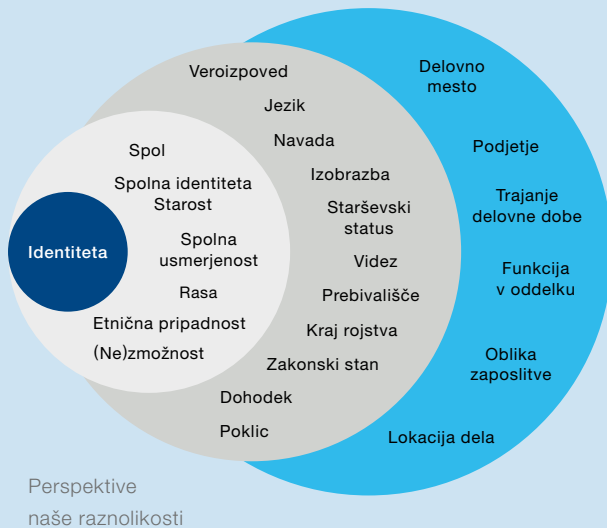 Identiteta
Spol
Spolna identiteta
Starost
Spolna
usmerjenost
Rasa
Etnična pripadnost
(Ne)zmožnost
Veroizpoved
Jezik
Navada
Izobrazba
Starševski
status
Videz
Prebivališče
Kraj rojstva
Zakonski stan
Dohodek
Poklic
Delovno
mesto
Podjetje
Trajanje
delovne dobe
Funkcija
v oddelku
Oblika
zaposlitve
Lokacija dela
Perspektive
naše raznolikosti